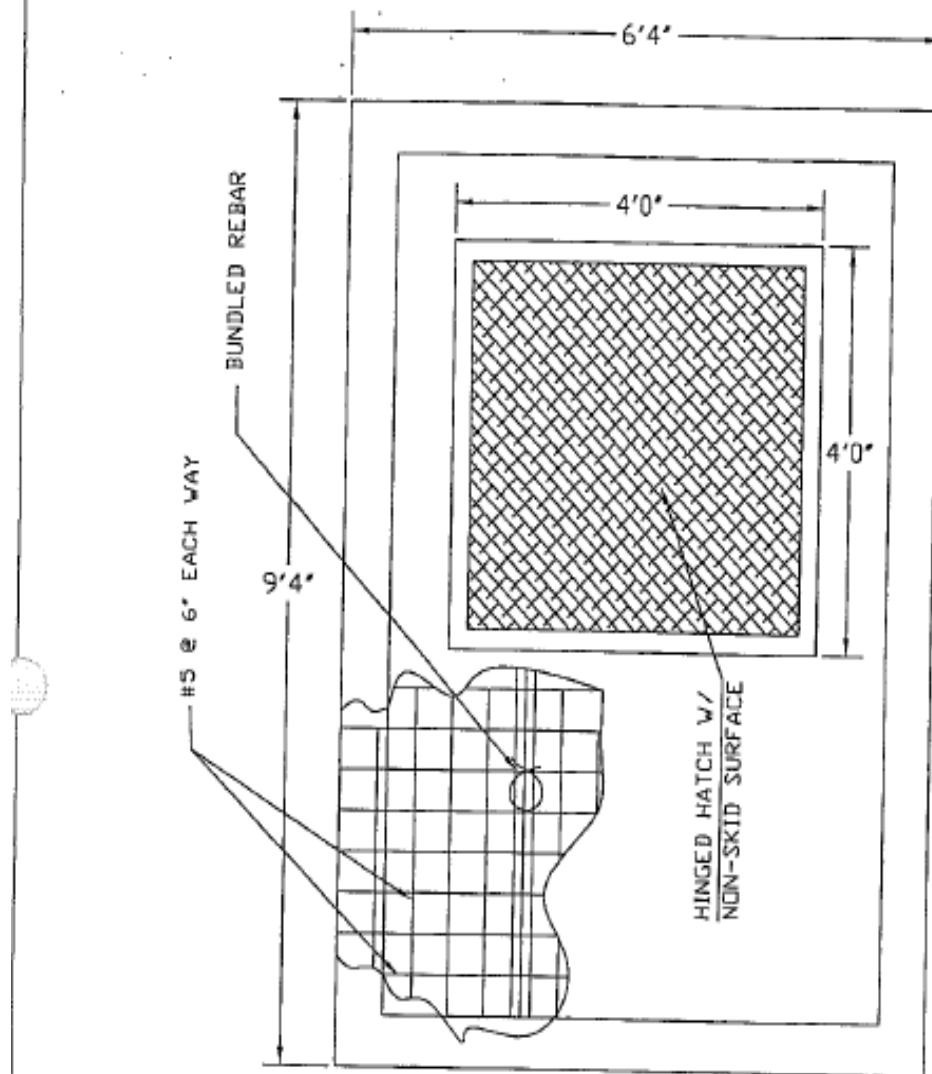 6'4"
4'0"
BUNDLED REBAR
4'0"
#5 @ 6" EACH WAY
9'4"
HINGED HATCH W/
NON-SKID SURFACE